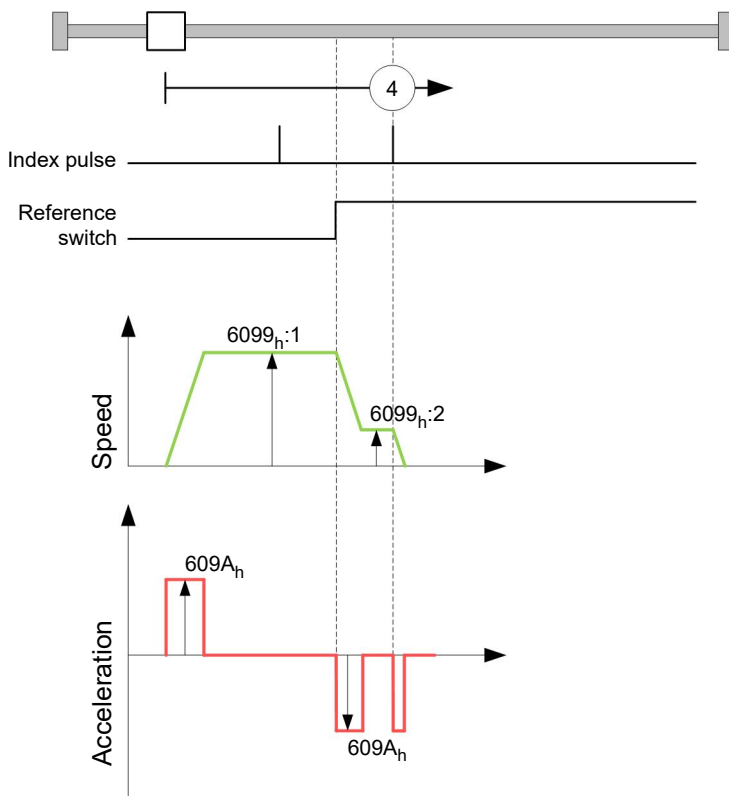 4
Index pulse
Reference
switch
6099h:1
6099h:2
Speed
609Ah
Acceleration
609Ah